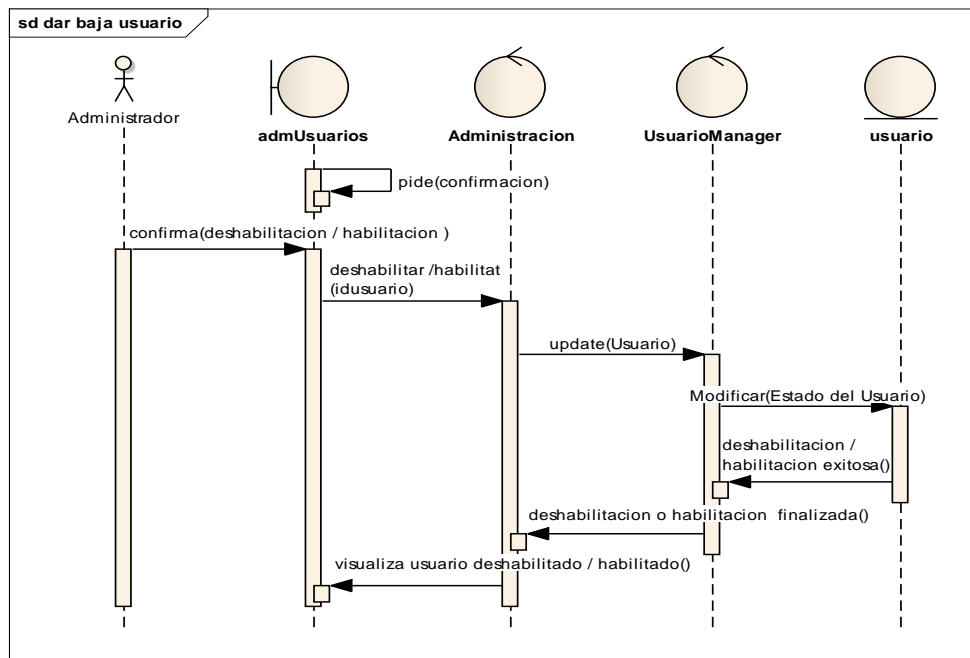 sd dar baja usuario
Administrador
admUsuarios
Administracion
UsuarioManager
usuario
pide(confirmacion)
confirma(deshabilitacion / habilitacion )
deshabilitar /habilitat
(idusuario)
update(Usuario)
Modificar(Estado del Usuario)
deshabilitacion /
habilitacion exitosa()
deshabilitacion o habilitacion  finalizada()
visualiza usuario deshabilitado / habilitado()